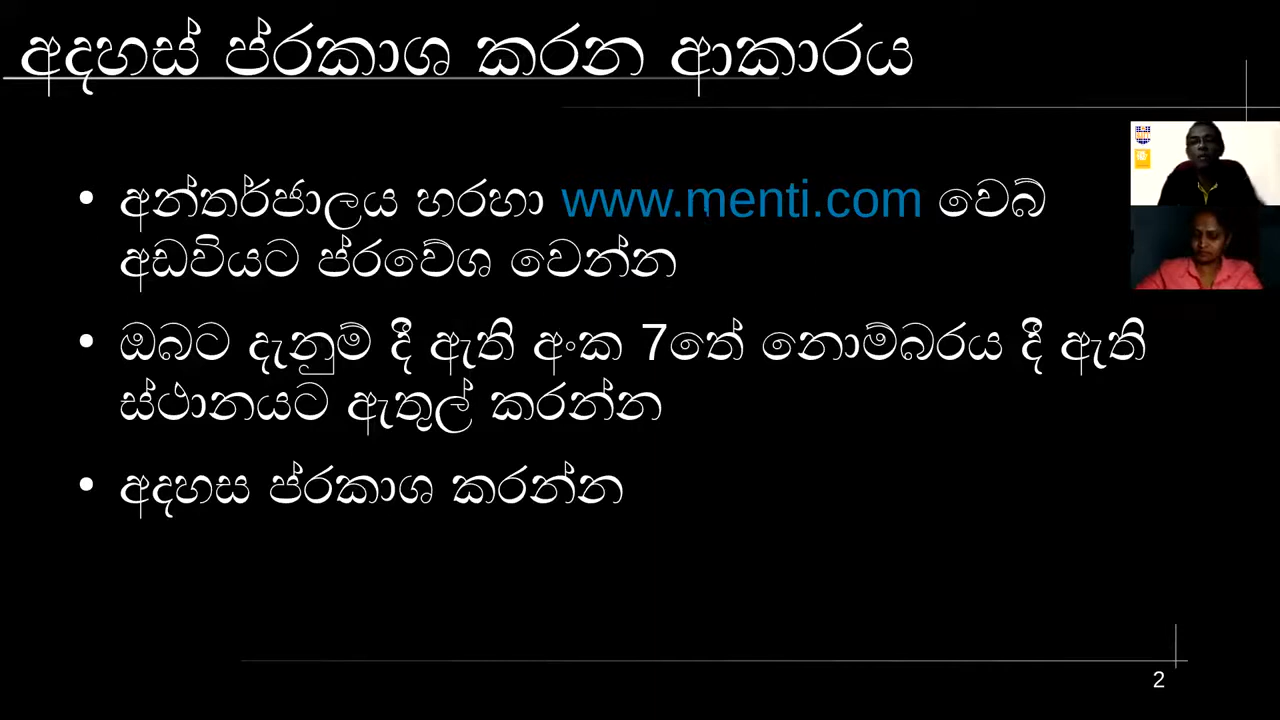 අදහස් ප්රකාශ කරන ආකාරය
• අන්තර්ජාලය හරහා www.menti.com වෙබ්
අඩවියට ප්රවේශ වෙන්න
• ඔබට දැනුම් දී ඇති අංක 7තේ නොම්බරය දී ඇති
ස්ථානයට ඇතුල් කරන්න
• අදහස ප්රකාශ කරන්න
2